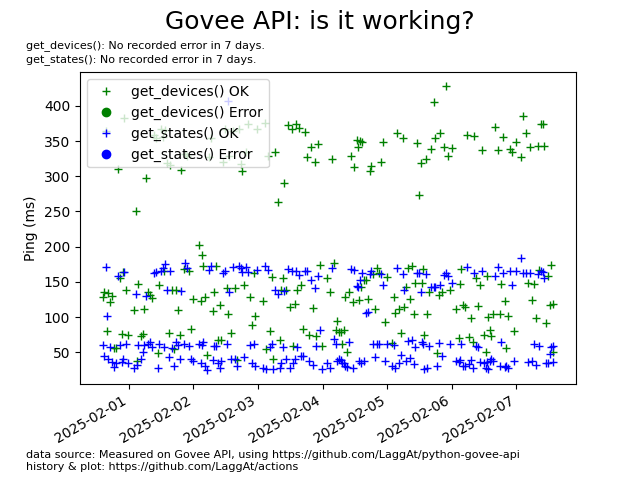 Govee API: is it working?
get_devices(): No recorded error in 7 days.
get_states(): No recorded error in 7 days.
get_devices() OK
get_devices() Error
get_states() OK
get_states() Error
Ping (ms)
400
350
300
250
200
150
100
50
2025-02-01
2025-02-02
2025-02-03
2025-02-04
2025-02-05
2025-02-06
2025-02-07
data source: Measured on Govee API, using https://github.com/LaggAt/python-govee-api
history & plot: https://github.com/LaggAt/actions